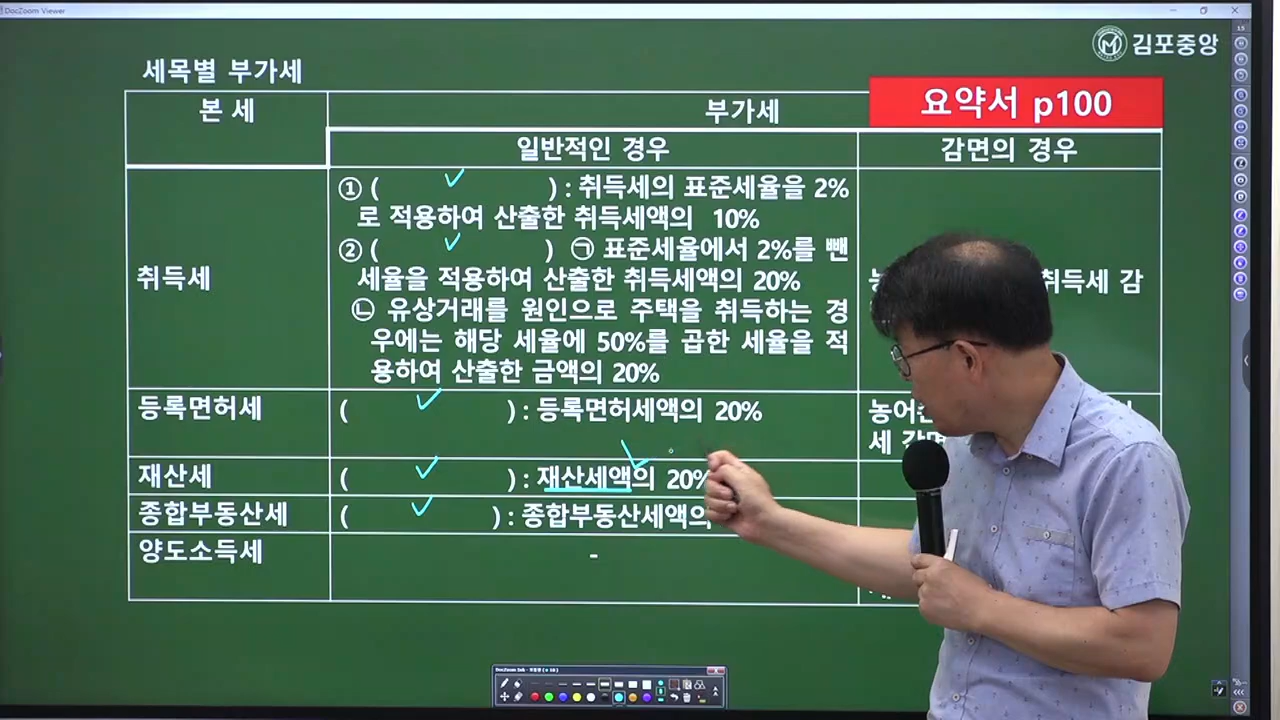 DocZoom Viewer
김포중앙
세목별 부가세
요약서 p100
본 세
부가세
일반적인 경우
감면의 경우
취득세
① ( ) : 취득세의 표준세율을 2%
로 적용하여 산출한 취득세액의 10%
② ( ) ㉠ 표준세율에서 2%를 뺀
세율을 적용하여 산출한 취득세액의 20%
㉡ 유상거래를 원인으로 주택을 취득하는 경
우에는 해당 세율에 50%를 곱한 세율을 적
용하여 산출한 금액의 20%
취득세 감
등록면허세
( ) : 등록면허세액의 20%
세 감면
재산세
( ) : 재산세액의 20%
종합부동산세
( ) : 종합부동산세액의
양도소득세
-